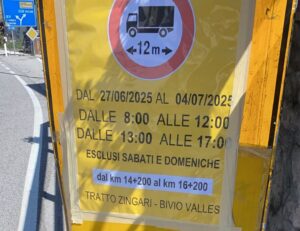 12m
DAL 27/06/2025 AL 04/07/2025
DALLE 8:00 ALLE 12:00
DALLE 13:00 ALLE 17:00
ESCLUSI SABATI E DOMENICHE
dal km 14+200 al km 16+200
TRATTO ZINGARI - BIVIO VALLES